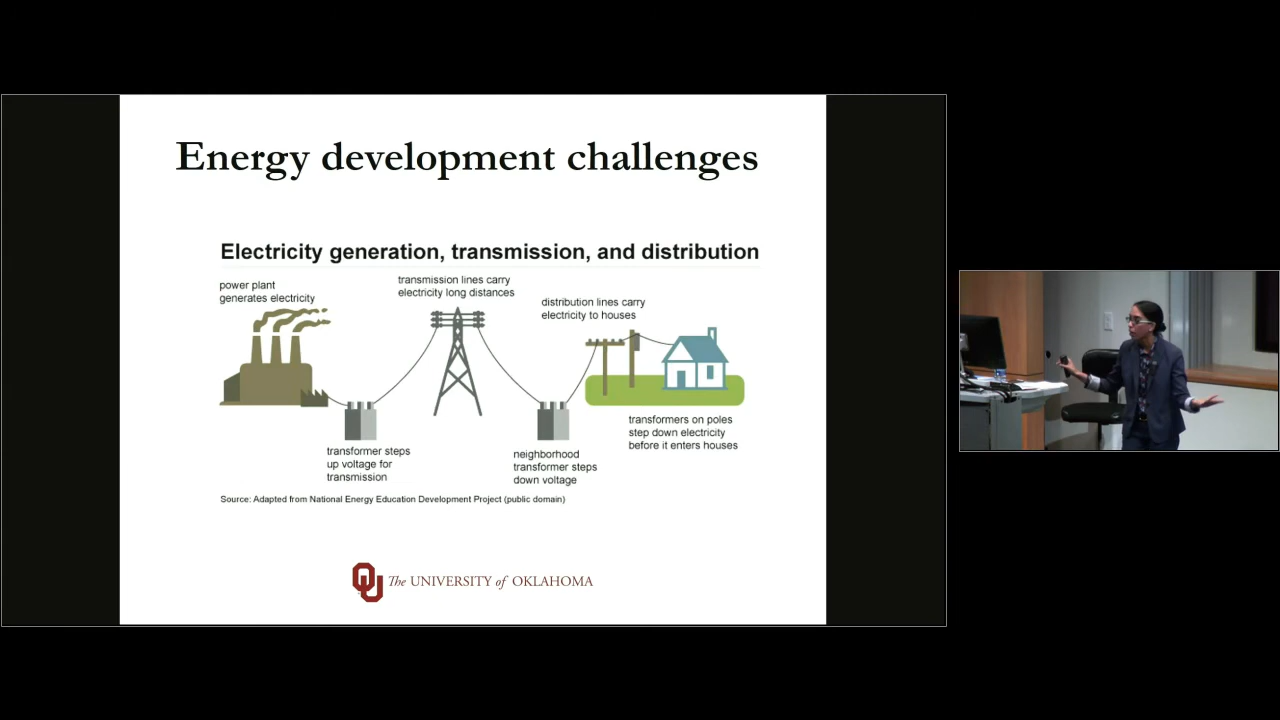 Energy development challenges
Electricity generation, transmission, and distribution
power plant
generates electricity
transmission lines carry
electricity long distances
distribution lines carry
electricity to houses
transformer steps
up voltage for
transmission
neighborhood
transformer steps
down voltage
transformers on poles
step down electricity
before it enters houses
Source: Adapted from National Energy Education Development Project (public domain)
OU The UNIVERSITY of OKLAHOMA